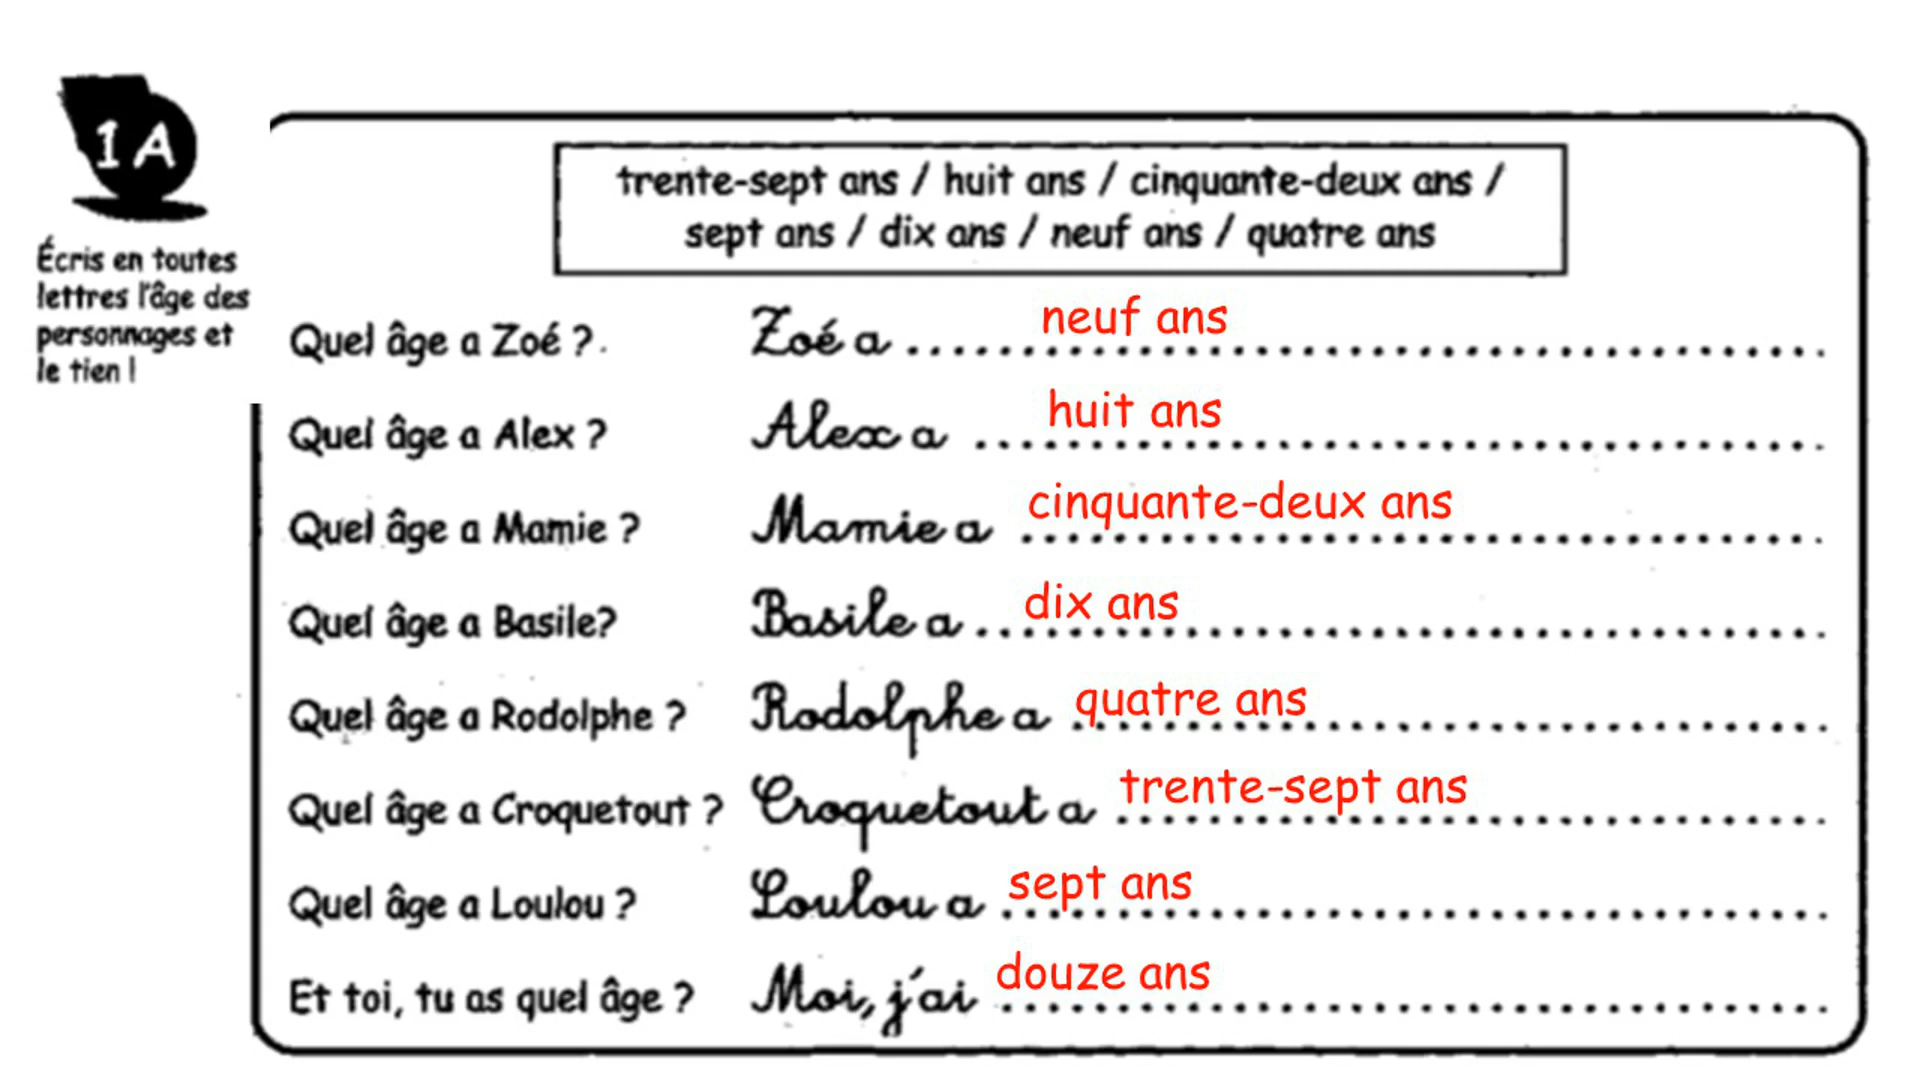 1 A
Écris en toutes
lettres l'âge des
personnages et
le tien !
trente-sept ans / huit ans / cinquante-deux ans /
sept ans / dix ans / neuf ans / quatre ans
Quel âge a Zoé ? Zoé a neuf ans
Quel âge a Alex ? Alex a huit ans
Quel âge a Mamie ? Mamie a cinquante-deux ans
Quel âge a Basile? Basile a dix ans
Quel âge a Rodolphe ? Rodolphe a quatre ans
Quel âge a Croquetout ? Croquetout a trente-sept ans
Quel âge a Loulou ? Loulou a sept ans
Et toi, tu as quel âge ? Moi, j'ai douze ans